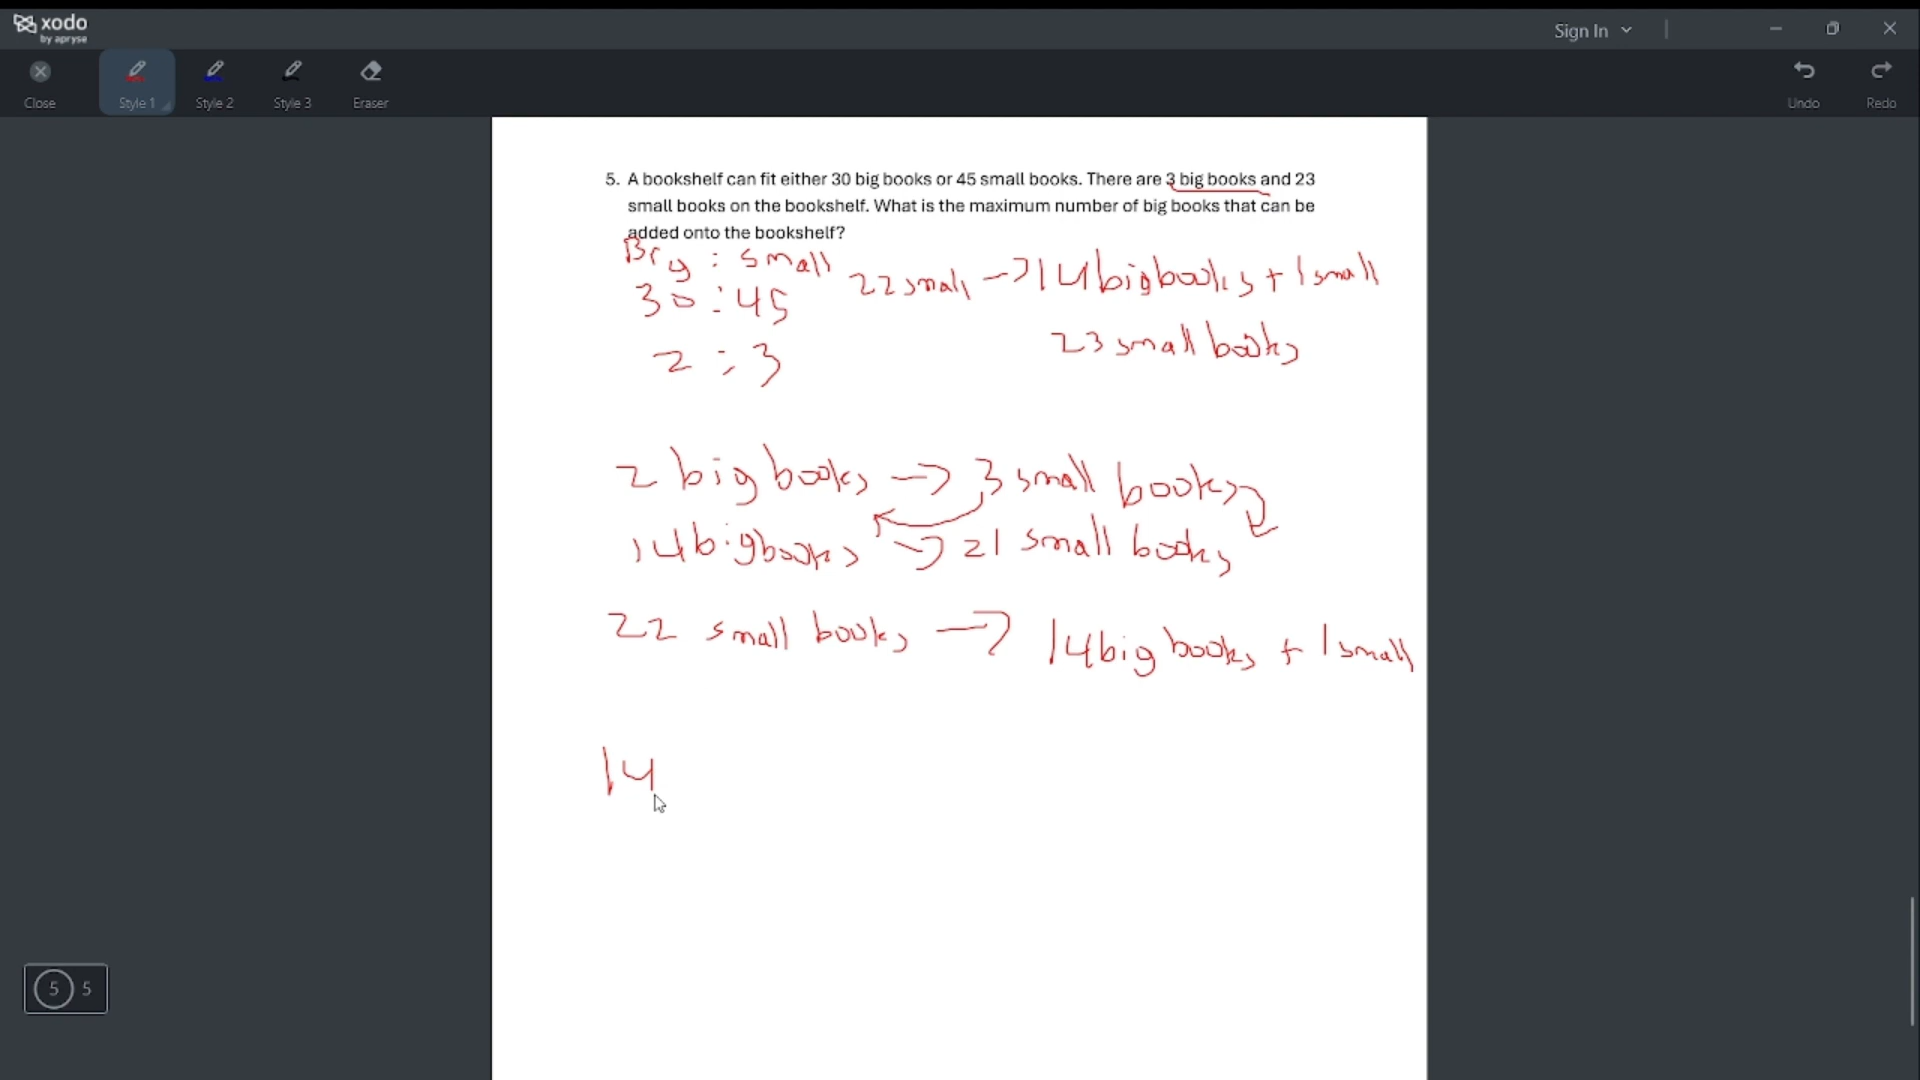 xodo
by apryse
Sign In
Close
Style 1
Style 2
Style 3
Eraser
Undo
Redo
5. A bookshelf can fit either 30 big books or 45 small books. There are 3 big books and 23
small books on the bookshelf. What is the maximum number of big books that can be
added onto the bookshelf?
Big : small
30 : 45
2 : 3
22 small → 14 big books + 1 small
23 small books
2 big books → 3 small books
14 big books → 21 small books
22 small books → 14 big books + 1 small
14
5 5